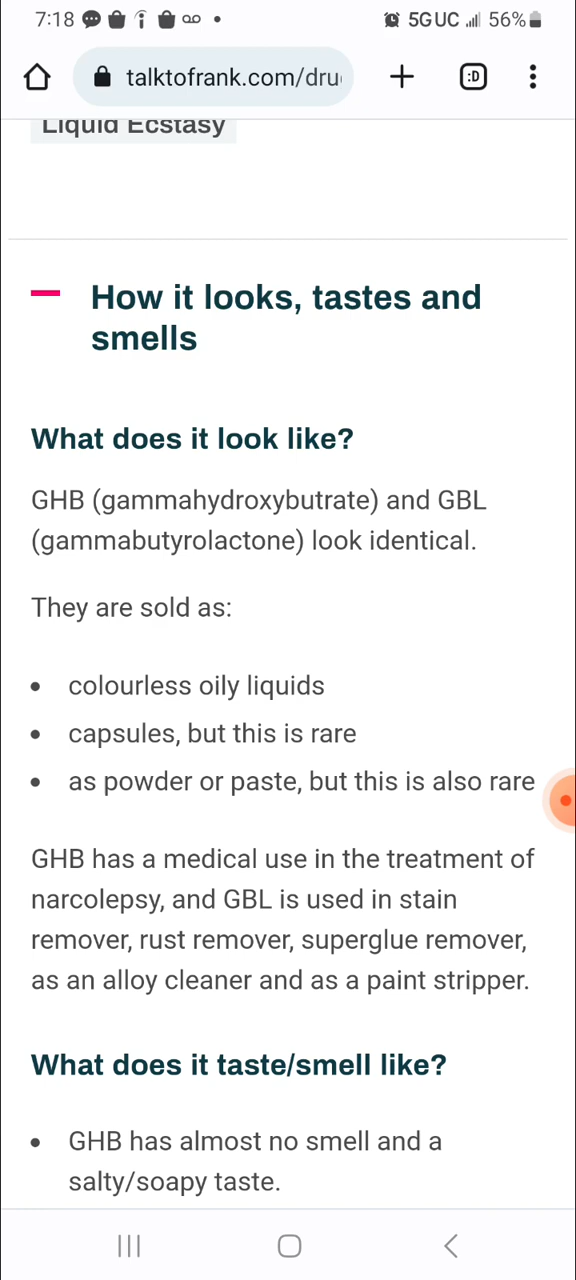 7:18
5G UC 56%
talktofrank.com/dru
:D
Liquid Ecstasy
How it looks, tastes and
smells
What does it look like?
GHB (gammahydroxybutrate) and GBL
(gammabutyrolactone) look identical.
They are sold as:
• colourless oily liquids
• capsules, but this is rare
• as powder or paste, but this is also rare
GHB has a medical use in the treatment of
narcolepsy, and GBL is used in stain
remover, rust remover, superglue remover,
as an alloy cleaner and as a paint stripper.
What does it taste/smell like?
• GHB has almost no smell and a
salty/soapy taste.